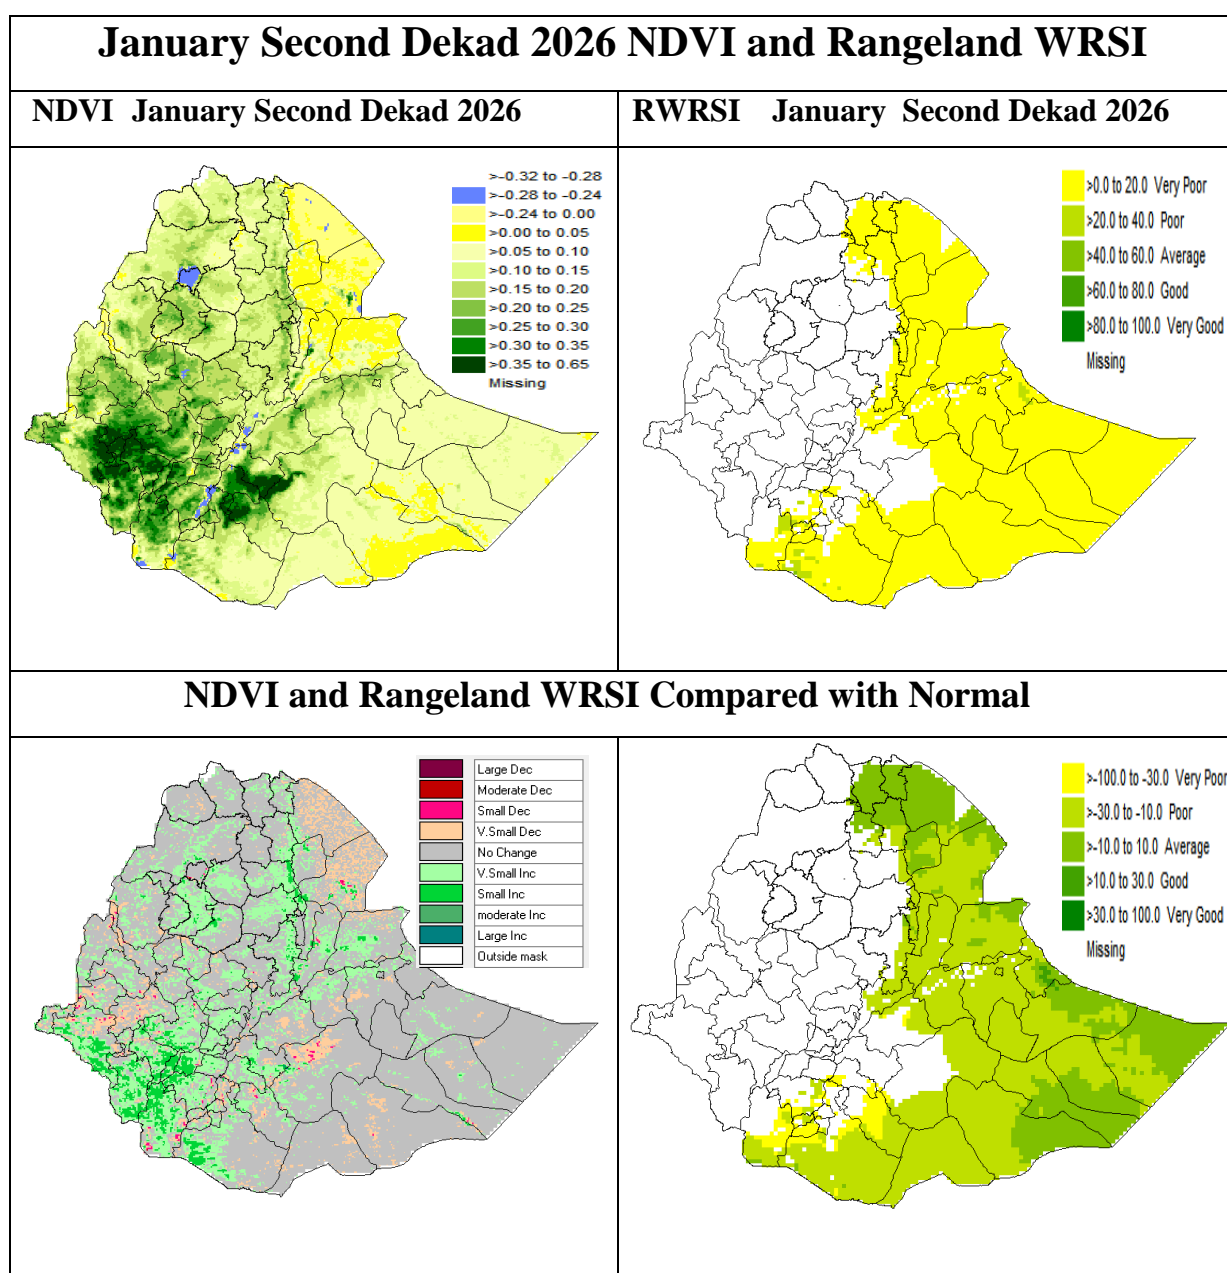 January Second Dekad 2026 NDVI and Rangeland WRSI
NDVI January Second Dekad 2026
RWRSI January Second Dekad 2026
>-0.32 to -0.28
>-0.28 to -0.24
>-0.24 to 0.00
>0.00 to 0.05
>0.05 to 0.10
>0.10 to 0.15
>0.15 to 0.20
>0.20 to 0.25
>0.25 to 0.30
>0.30 to 0.35
>0.35 to 0.65
Missing
>0.0 to 20.0 Very Poor
>20.0 to 40.0 Poor
>40.0 to 60.0 Average
>60.0 to 80.0 Good
>80.0 to 100.0 Very Good
Missing
NDVI and Rangeland WRSI Compared with Normal
Large Dec
Moderate Dec
Small Dec
V.Small Dec
No Change
V.Small Inc
Small Inc
moderate Inc
Large Inc
Outside mask
>-100.0 to -30.0 Very Poor
>-30.0 to -10.0 Poor
>-10.0 to 10.0 Average
>10.0 to 30.0 Good
>30.0 to 100.0 Very Good
Missing